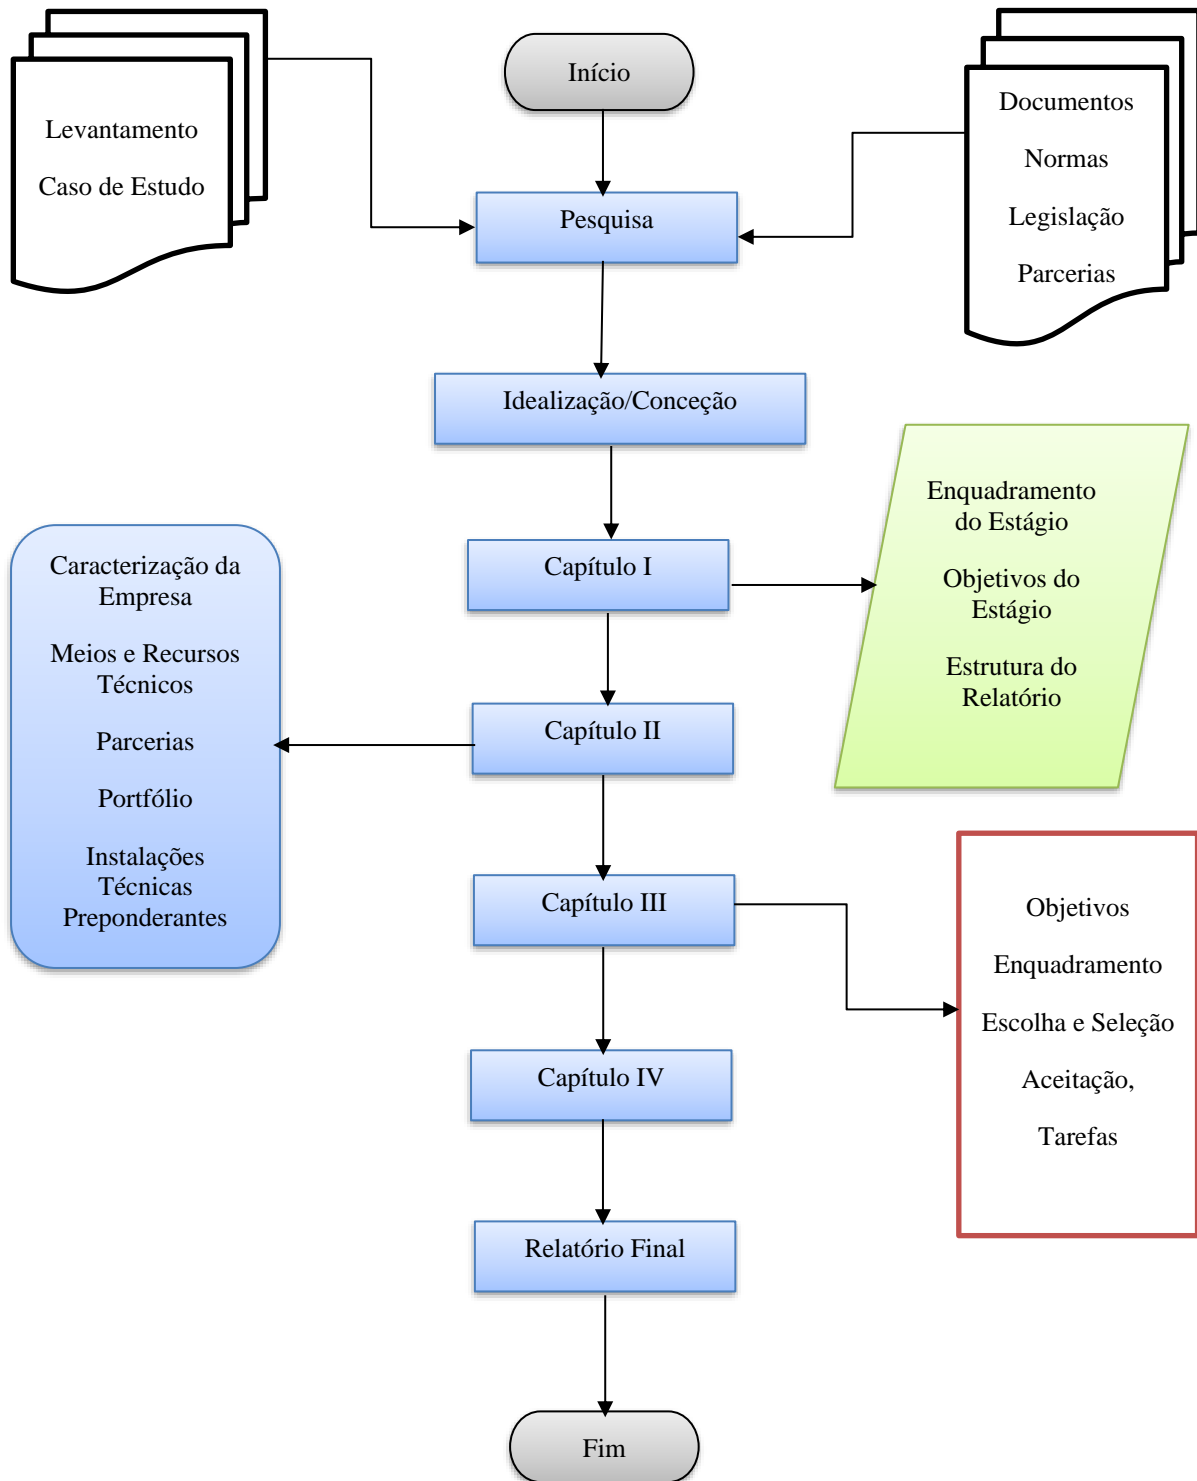 Início
Levantamento
Caso de Estudo
Documentos
Normas
Legislação
Parcerias
Pesquisa
Idealização/Conceção
Capítulo I
Enquadramento
do Estágio
Objetivos do
Estágio
Estrutura do
Relatório
Capítulo II
Caracterização da
Empresa
Meios e Recursos
Técnicos
Parcerias
Portfólio
Instalações
Técnicas
Preponderantes
Capítulo III
Objetivos
Enquadramento
Escolha e Seleção
Aceitação,
Tarefas
Capítulo IV
Relatório Final
Fim